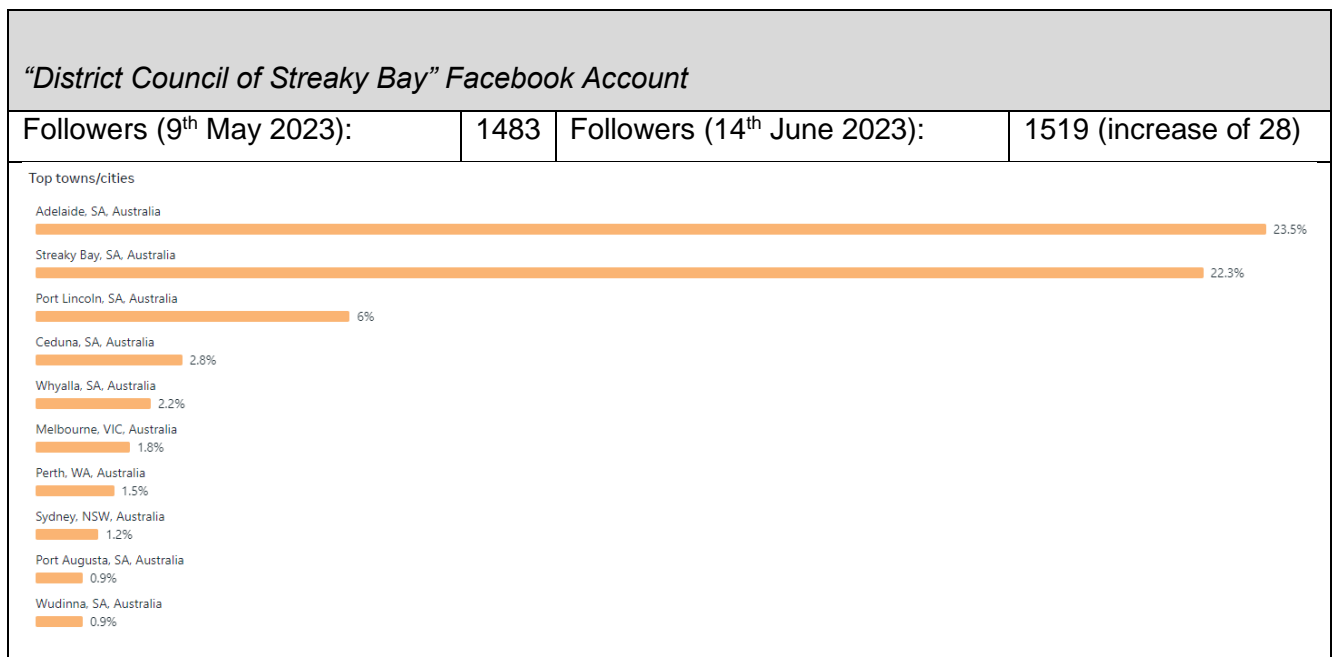 “District Council of Streaky Bay” Facebook Account
Followers (9th May 2023): 1483 Followers (14th June 2023): 1519 (increase of 28)
Top towns/cities
Adelaide, SA, Australia
23.5%
Streaky Bay, SA, Australia
22.3%
Port Lincoln, SA, Australia
6%
Ceduna, SA, Australia
2.8%
Whyalla, SA, Australia
2.2%
Melbourne, VIC, Australia
1.8%
Perth, WA, Australia
1.5%
Sydney, NSW, Australia
1.2%
Port Augusta, SA, Australia
0.9%
Wudinna, SA, Australia
0.9%